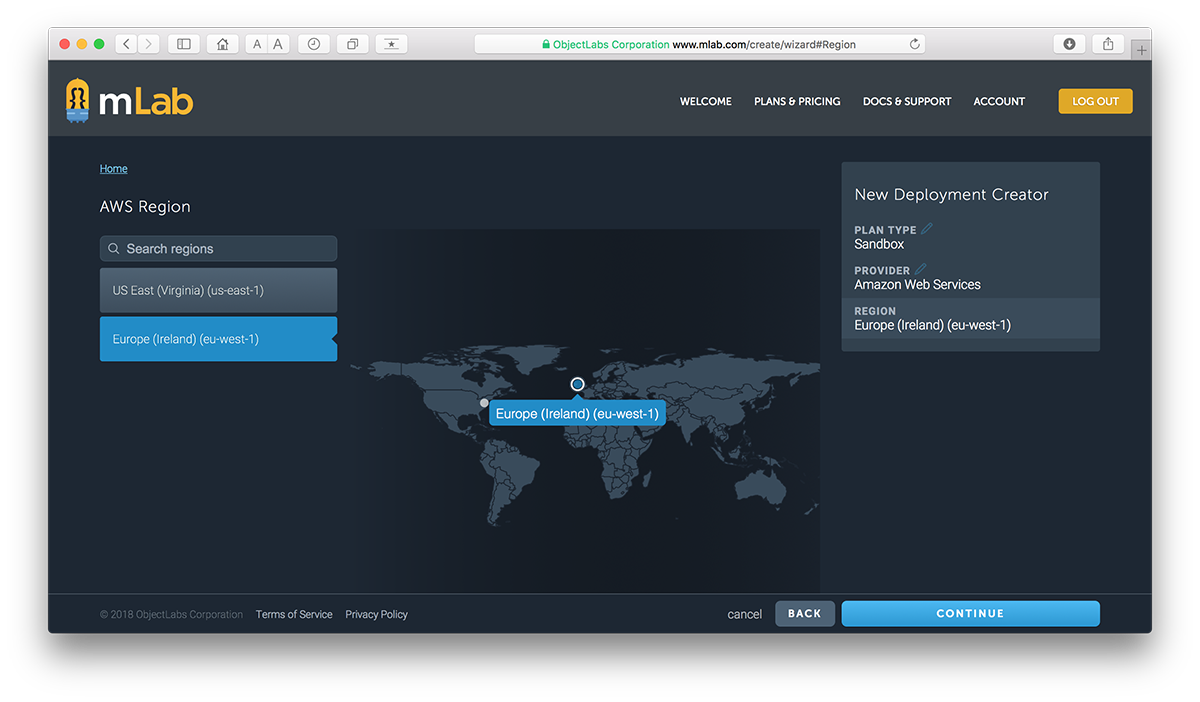 A A
ObjectLabs Corporation www.mlab.com/create/wizard#Region
mLab
WELCOME PLANS & PRICING DOCS & SUPPORT ACCOUNT LOG OUT
Home
AWS Region
Search regions
US East (Virginia) (us-east-1)
Europe (Ireland) (eu-west-1)
Europe (Ireland) (eu-west-1)
New Deployment Creator
PLAN TYPE
Sandbox
PROVIDER
Amazon Web Services
REGION
Europe (Ireland) (eu-west-1)
© 2018 ObjectLabs Corporation Terms of Service Privacy Policy
cancel BACK CONTINUE